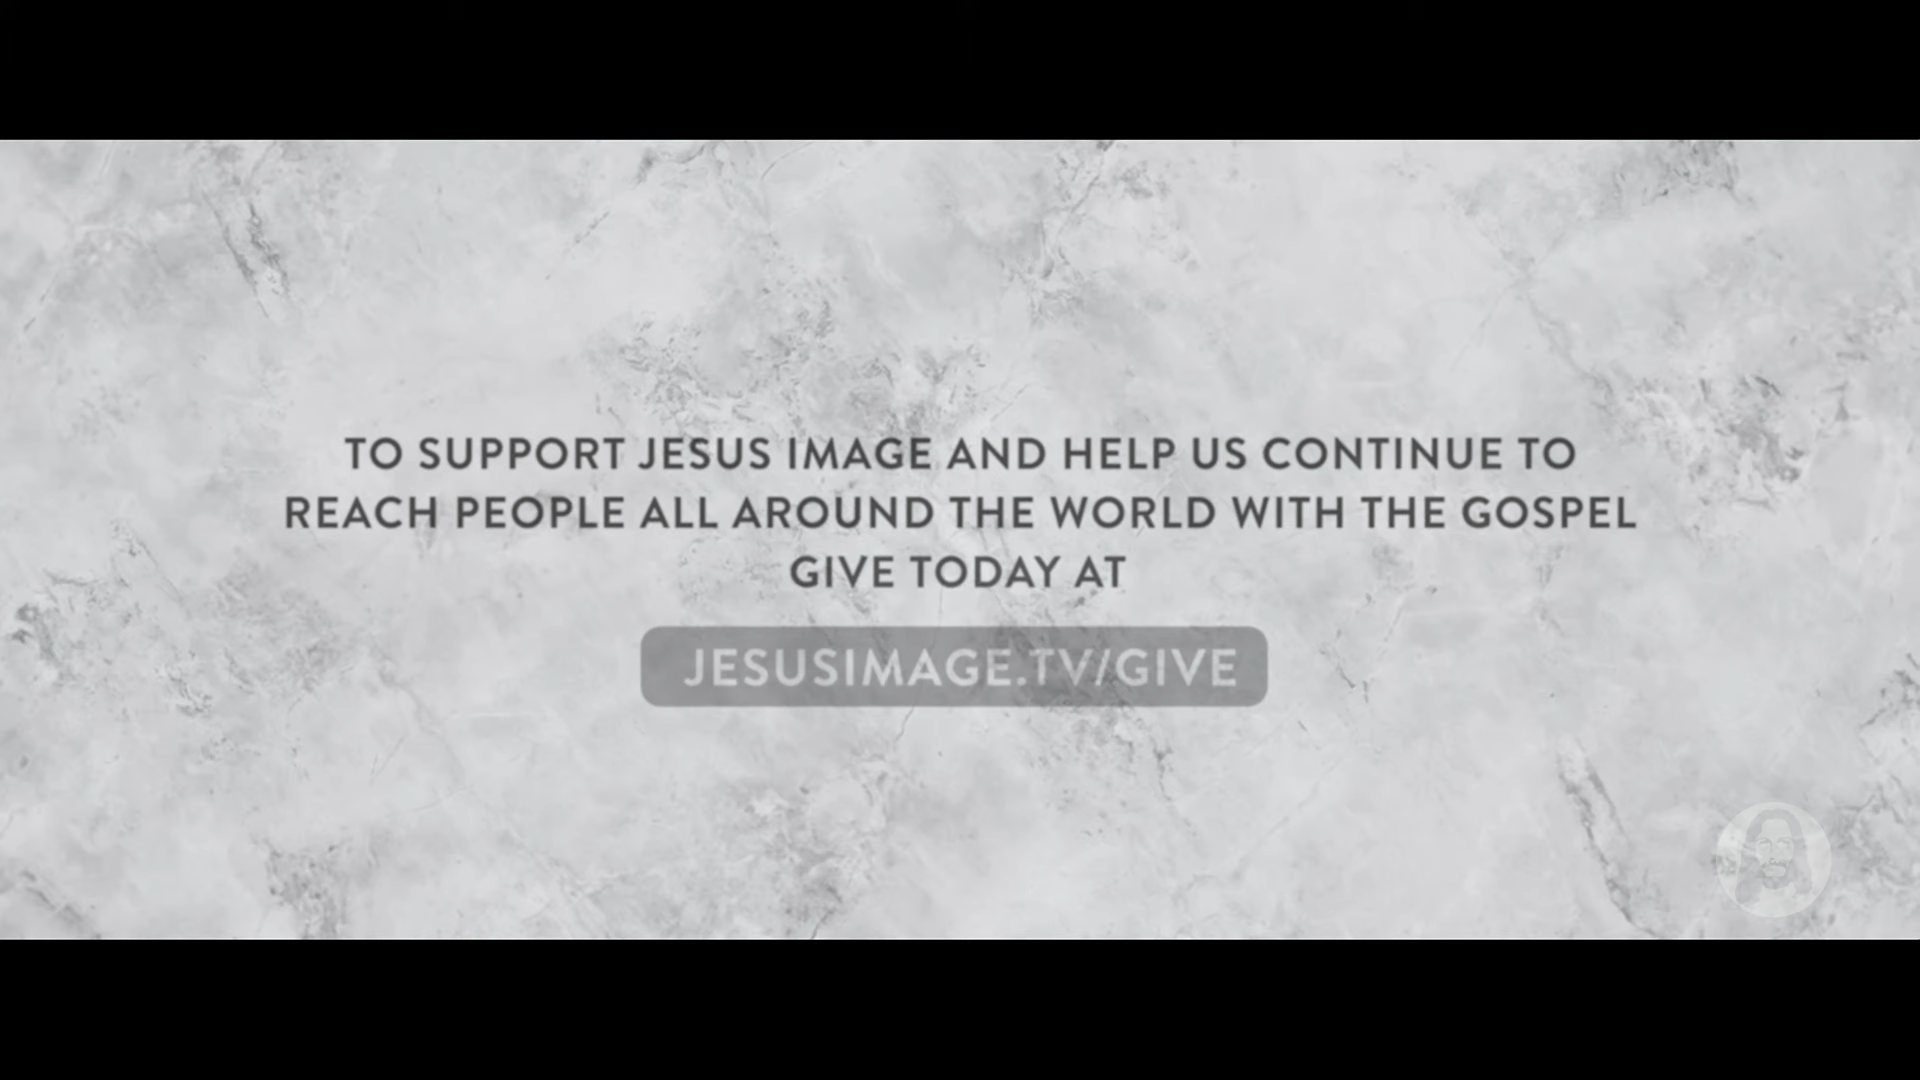 TO SUPPORT JESUS IMAGE AND HELP US CONTINUE TO
REACH PEOPLE ALL AROUND THE WORLD WITH THE GOSPEL
GIVE TODAY AT
JESUSIMAGE.TV/GIVE